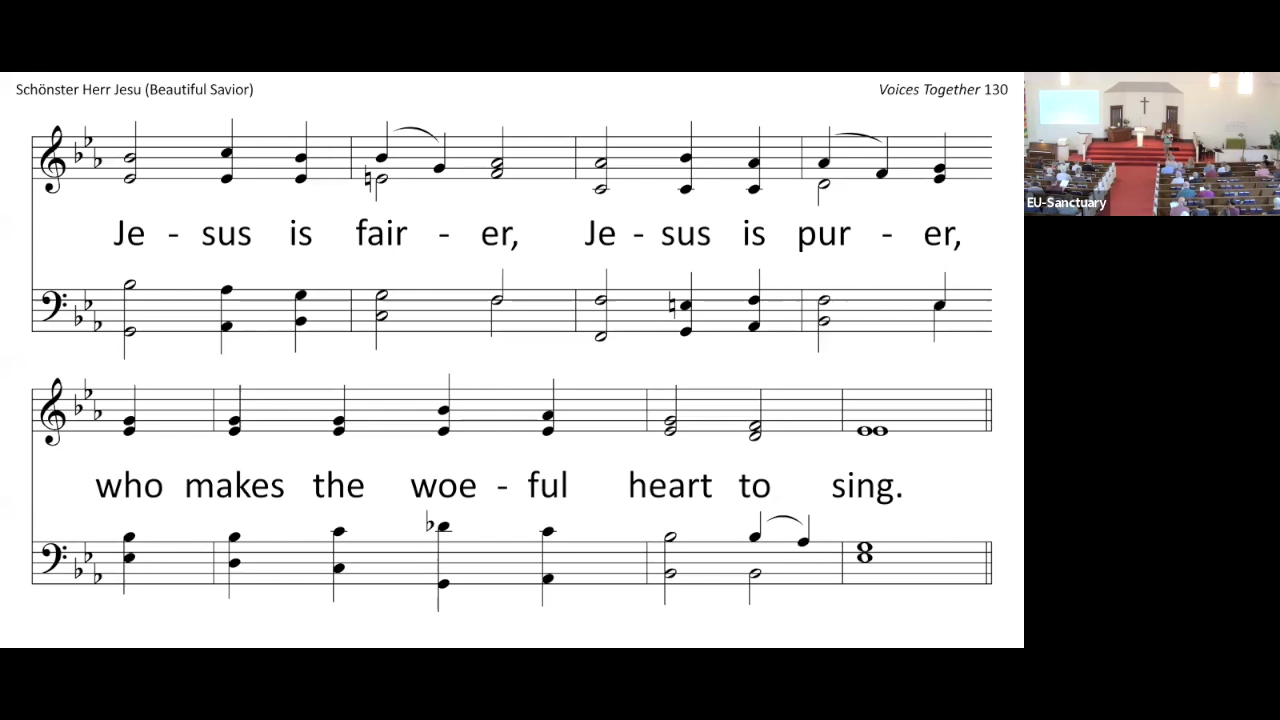 Schönster Herr Jesu (Beautiful Savior)
Voices Together 130
Je - sus is fair - er, Je - sus is pur - er,
who makes the woe - ful heart to sing.
EU-Sanctuary